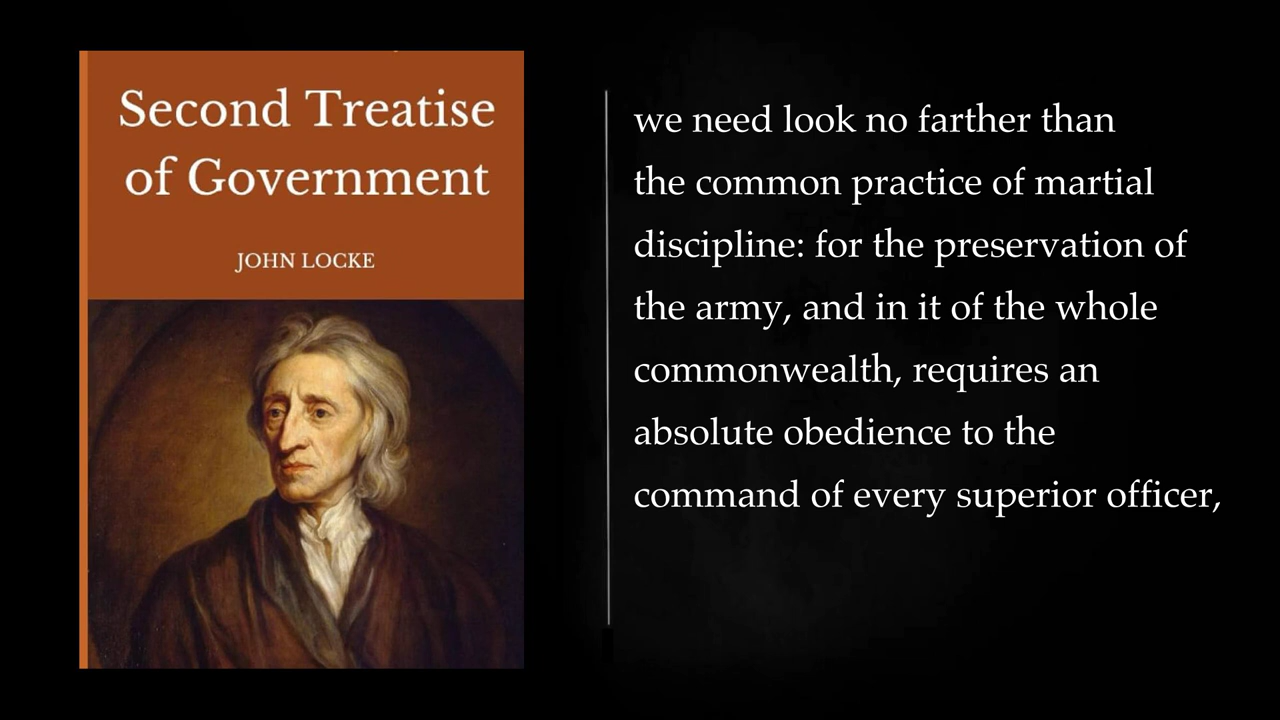 Second Treatise
of Government
JOHN LOCKE
we need look no farther than
the common practice of martial
discipline: for the preservation of
the army, and in it of the whole
commonwealth, requires an
absolute obedience to the
command of every superior officer,